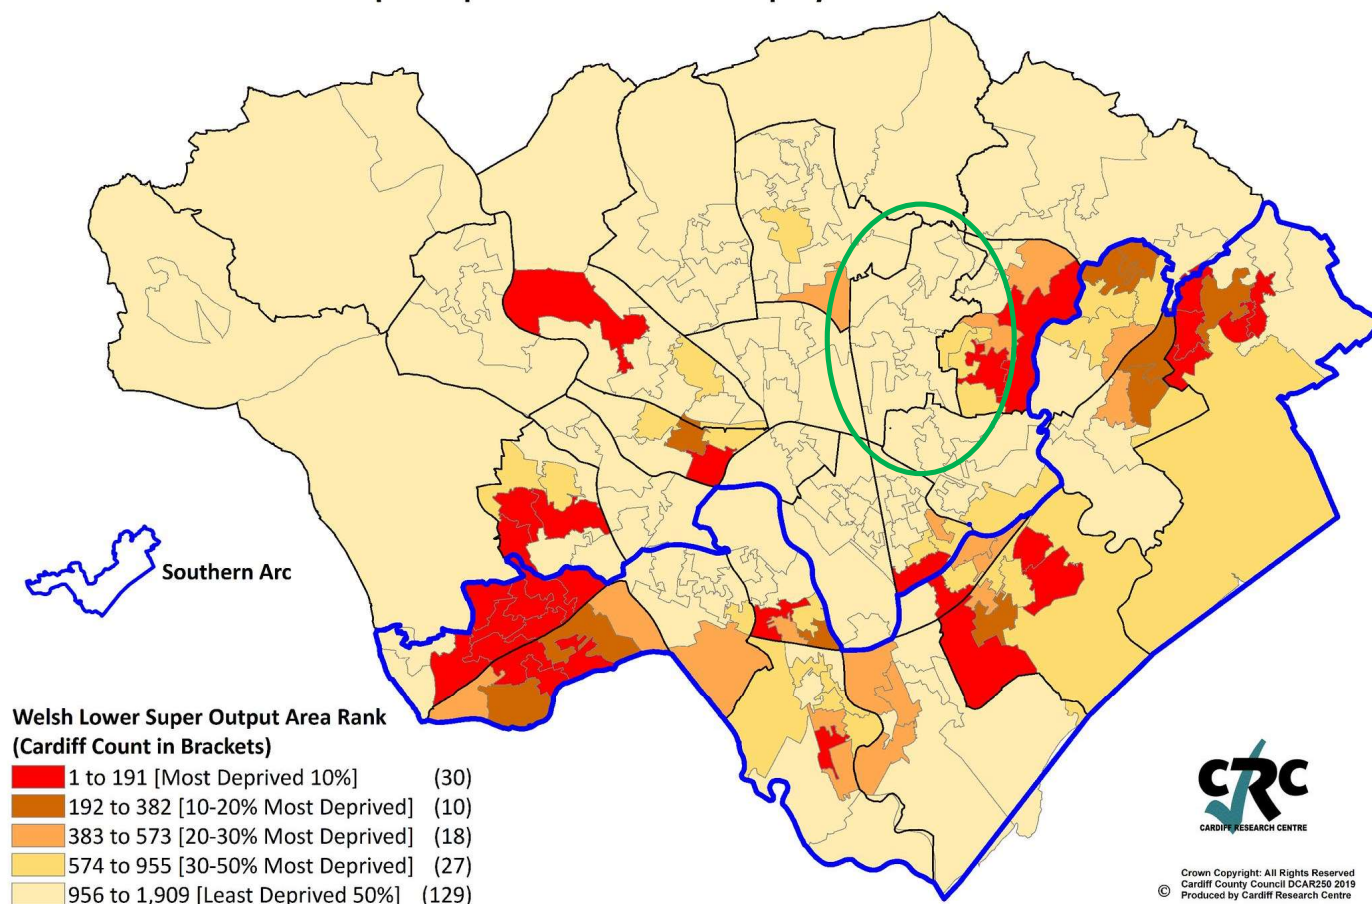 Southern Arc
Welsh Lower Super Output Area Rank
(Cardiff Count in Brackets)
1 to 191 [Most Deprived 10%] (30)
192 to 382 [10-20% Most Deprived] (10)
383 to 573 [20-30% Most Deprived] (18)
574 to 955 [30-50% Most Deprived] (27)
956 to 1,909 [Least Deprived 50%] (129)
CRC
CARDIFF RESEARCH CENTRE
Crown Copyright: All Rights Reserved
Cardiff County Council DCAR250 2019
© Produced by Cardiff Research Centre